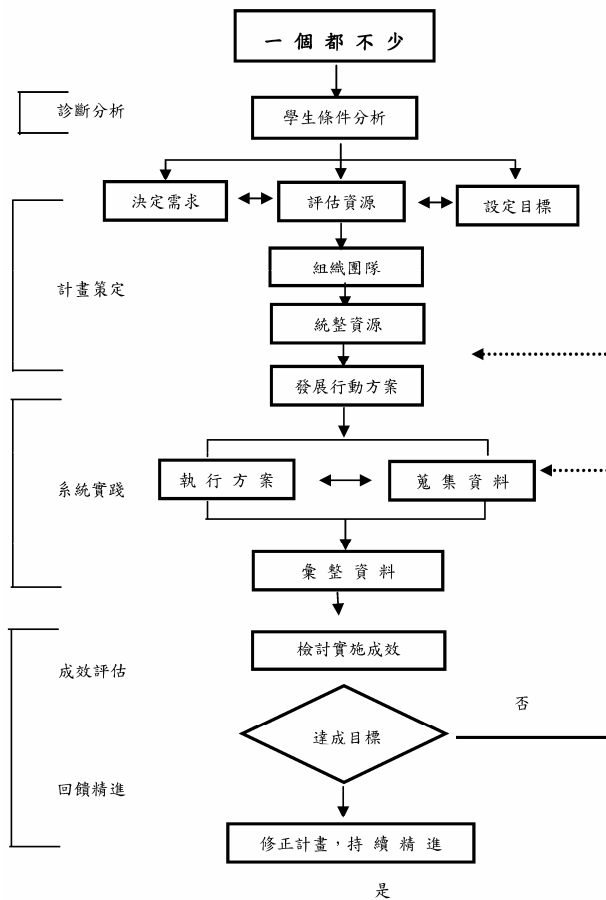 一個都不少
診斷分析
學生條件分析
決定需求
評估資源
設定目標
組織團隊
計畫策定
統整資源
發展行動方案
執行方案
蒐集資料
系統實踐
彙整資料
檢討實施成效
成效評估
否
達成目標
回饋精進
修正計畫，持續精進
是